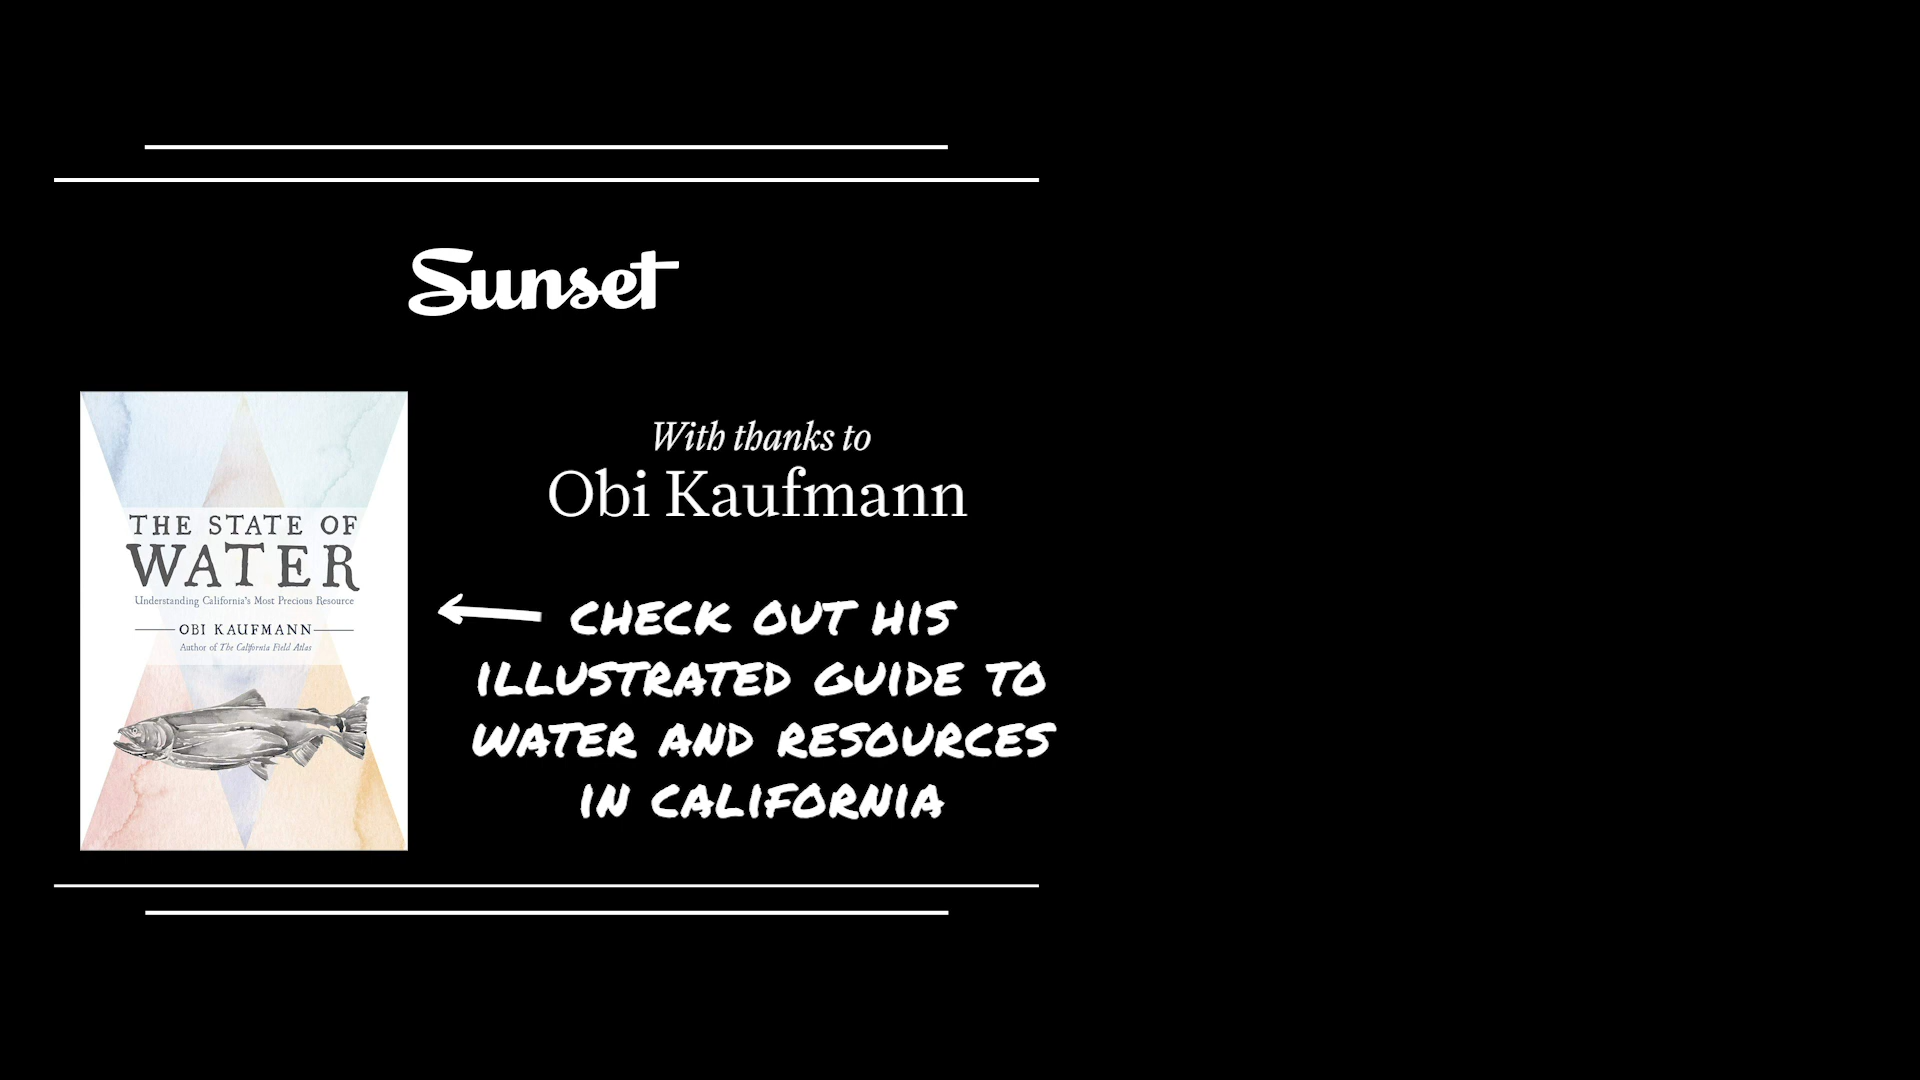 Sunset
THE STATE OF
WATER
Understanding California's Most Precious Resource
OBI KAUFMANN
Author of The California Field Atlas
With thanks to
Obi Kaufmann
CHECK OUT HIS
ILLUSTRATED GUIDE TO
WATER AND RESOURCES
IN CALIFORNIA